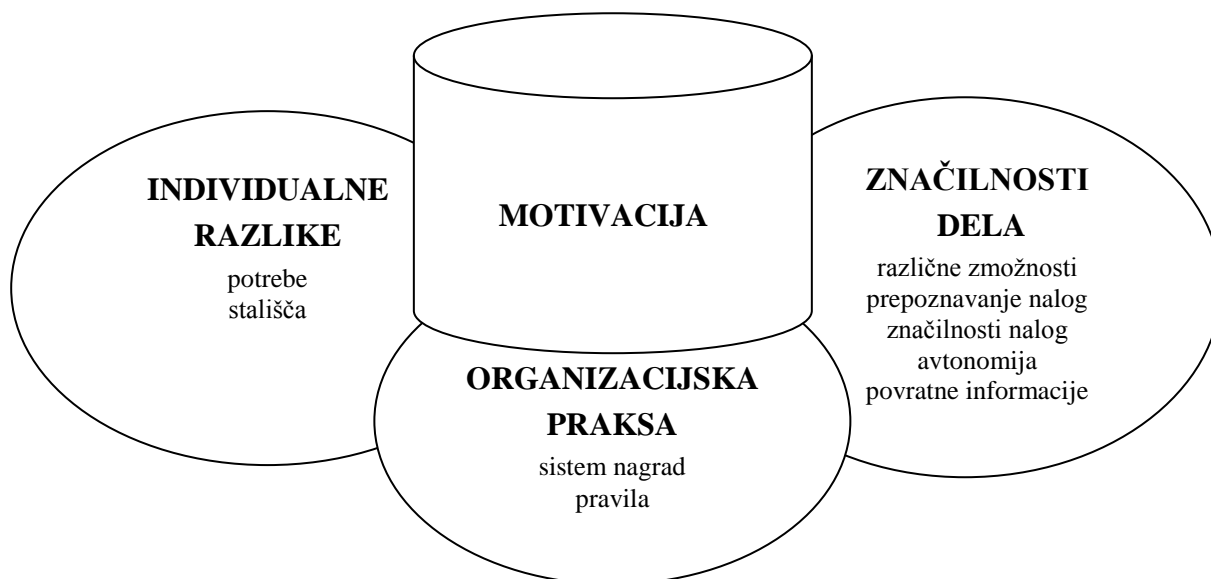 INDIVIDUALNE
RAZLIKE
potrebe
stališča
MOTIVACIJA
ZNAČILNOSTI
DELA
različne zmožnosti
prepoznavanje nalog
značilnosti nalog
avtonomija
povratne informacije
ORGANIZACIJSKA
PRAKSA
sistem nagrad
pravila